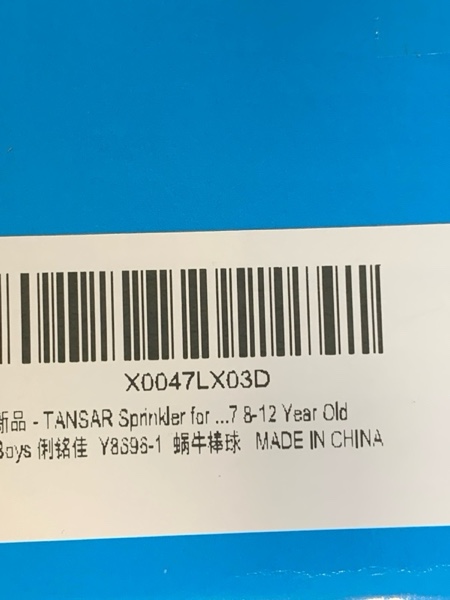 X0047LX03D
新品 - TANSAR Sprinkler for ...7 8-12 Year Old
Boys 俐铭佳 Y8696-1 蜗牛棒球 MADE IN CHINA